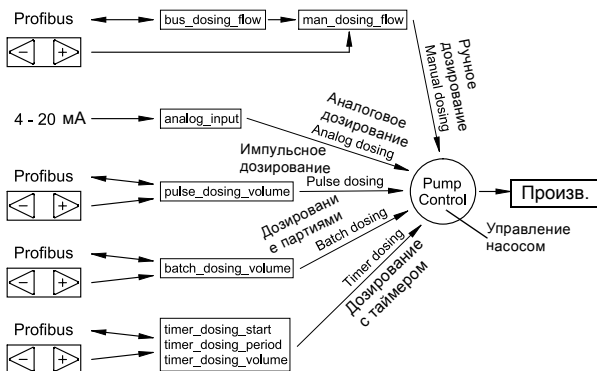 Profibus
bus_dosing_flow
man_dosing_flow
- +
Ручное
дозирование
Manual dosing
4 - 20 мА
analog_input
Аналоговое
дозирование
Analog dosing
Импульсное
дозирование
Profibus
pulse_dosing_volume
Pulse dosing
- +
Pump
Control
Произв.
Дозировани
е партиями
Batch dosing
Управление
насосом
Profibus
batch_dosing_volume
- +
Timer dosing
Дозирование
с таймером
Profibus
timer_dosing_start
timer_dosing_period
timer_dosing_volume
- +